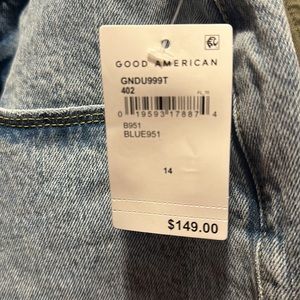 GOOD AMERICAN
GNDU999T
402
0 19593 17887 4
B951
BLUE951
14
$149.00